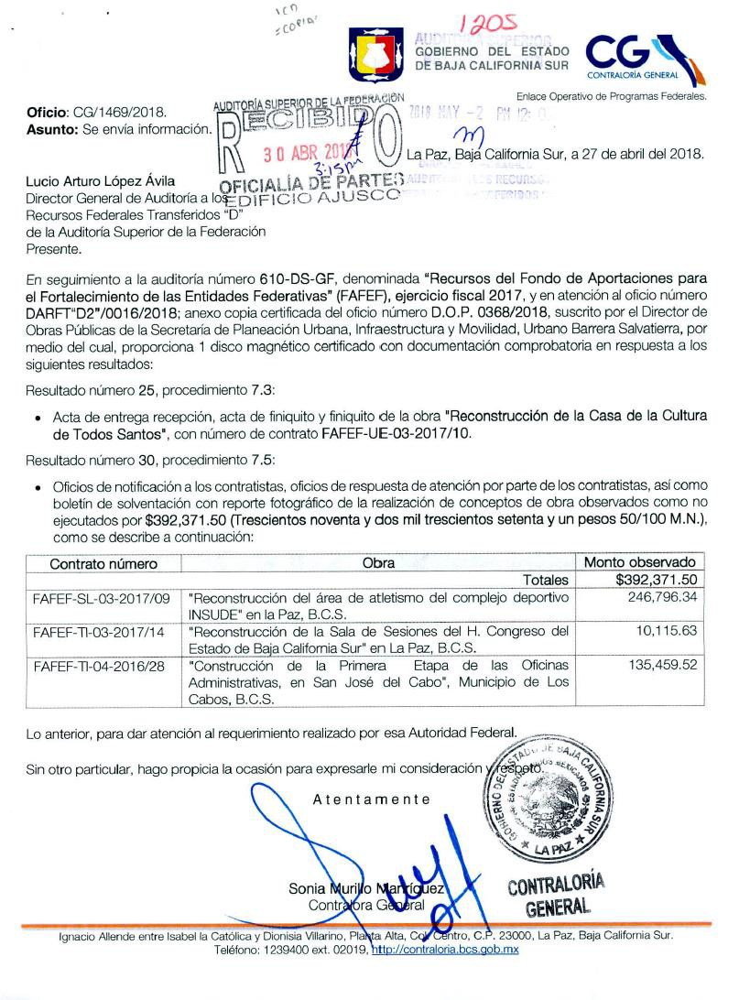 1 CD
=COPIA
1205
AUDITORÍA SUPERIOR
GOBIERNO DEL ESTADO
DE BAJA CALIFORNIA SUR
CG
CONTRALORÍA GENERAL
Enlace Operativo de Programas Federales.
Oficio: CG/1469/2018.
Asunto: Se envía información.
AUDITORÍA SUPERIOR DE LA FEDERACIÓN
RECIBIDO
30 ABR 2018
3:15pm
OFICIALÍA DE PARTES
EDIFICIO AJUSCO
2018 MAY -2 PM 12:0
La Paz, Baja California Sur, a 27 de abril del 2018.
Lucio Arturo López Ávila
Director General de Auditoría a los
Recursos Federales Transferidos "D"
de la Auditoría Superior de la Federación
Presente.
En seguimiento a la auditoría número 610-DS-GF, denominada "Recursos del Fondo de Aportaciones para
el Fortalecimiento de las Entidades Federativas" (FAFEF), ejercicio fiscal 2017, y en atención al oficio número
DARFT"D2"/0016/2018; anexo copia certificada del oficio número D.O.P. 0368/2018, suscrito por el Director de
Obras Públicas de la Secretaría de Planeación Urbana, Infraestructura y Movilidad, Urbano Barrera Salvatierra, por
medio del cual, proporciona 1 disco magnético certificado con documentación comprobatoria en respuesta a los
siguientes resultados:
Resultado número 25, procedimiento 7.3:
• Acta de entrega recepción, acta de finiquito y finiquito de la obra "Reconstrucción de la Casa de la Cultura
de Todos Santos", con número de contrato FAFEF-UE-03-2017/10.
Resultado número 30, procedimiento 7.5:
• Oficios de notificación a los contratistas, oficios de respuesta de atención por parte de los contratistas, así como
boletín de solventación con reporte fotográfico de la realización de conceptos de obra observados como no
ejecutados por $392,371.50 (Trescientos noventa y dos mil trescientos setenta y un pesos 50/100 M.N.),
como se describe a continuación:
Contrato número Obra Monto observado
Totales $392,371.50
FAFEF-SL-03-2017/09 "Reconstrucción del área de atletismo del complejo deportivo 246,796.34
INSUDE" en la Paz, B.C.S.
FAFEF-TI-03-2017/14 "Reconstrucción de la Sala de Sesiones del H. Congreso del 10,115.63
Estado de Baja California Sur" en La Paz, B.C.S.
FAFEF-TI-04-2016/28 "Construcción de la Primera Etapa de las Oficinas 135,459.52
Administrativas, en San José del Cabo", Municipio de Los
Cabos, B.C.S.
Lo anterior, para dar atención al requerimiento realizado por esa Autoridad Federal.
Sin otro particular, hago propicia la ocasión para expresarle mi consideración y respeto.
Atentamente
GOBIERNO DEL ESTADO DE BAJA CALIFORNIA SUR
ESTADOS UNIDOS MEXICANOS
LA PAZ
Sonia Murillo Manríquez
Contralora General
CONTRALORÍA
GENERAL
Ignacio Allende entre Isabel la Católica y Dionisia Villarino, Planta Alta, Col. Centro, C.P. 23000, La Paz, Baja California Sur.
Teléfono: 1239400 ext. 02019, http://contraloria.bcs.gob.mx